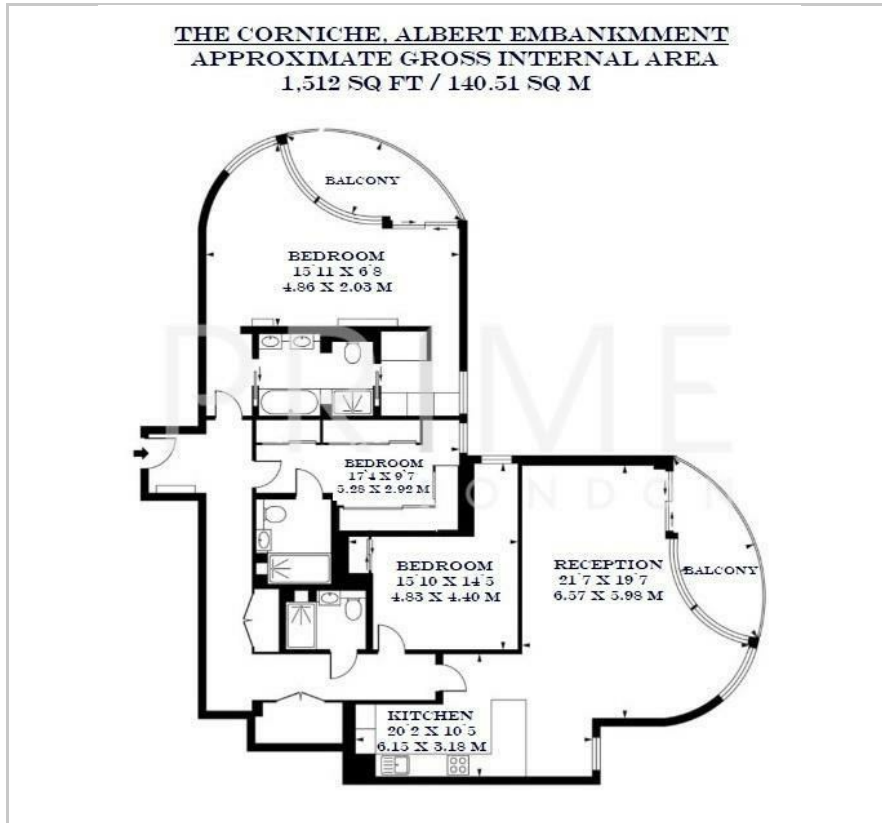 THE CORNICHE, ALBERT EMBANKMMENT
APPROXIMATE GROSS INTERNAL AREA
1,512 SQ FT / 140.51 SQ M
BALCONY
BEDROOM
15'11 X 6'8
4.86 X 2.03 M
PRIME
BEDROOM
17'4 X 9'7
5.28 X 2.92 M
LONDON
BEDROOM
15'10 X 14'5
4.83 X 4.40 M
RECEPTION
21'7 X 19'7
6.57 X 5.98 M
BALCONY
KITCHEN
20'2 X 10'5
6.15 X 3.18 M